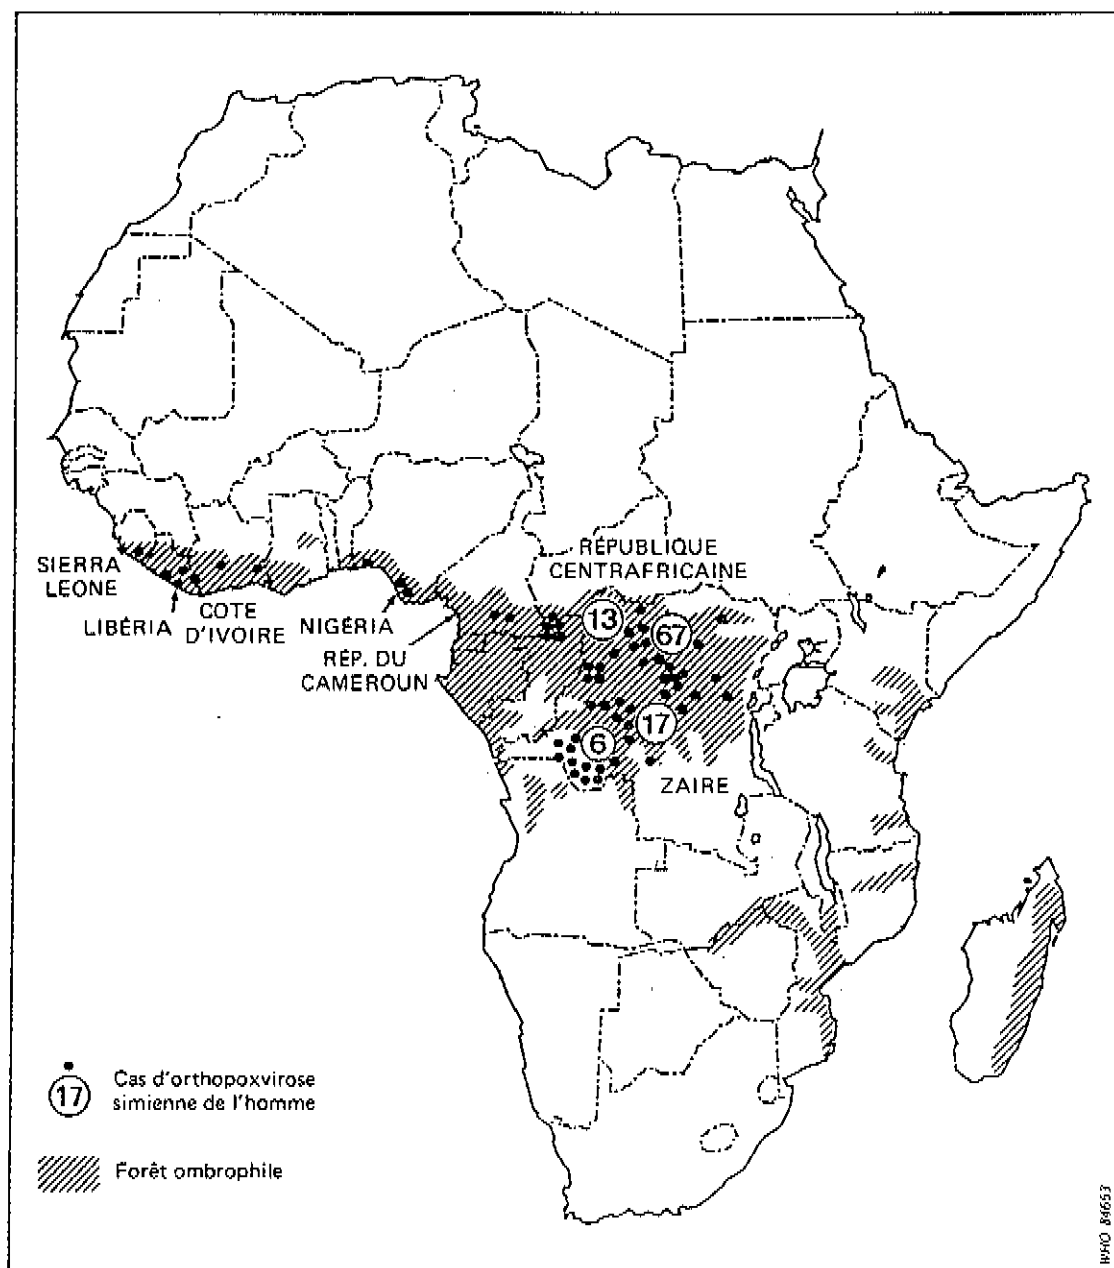 RÉPUBLIQUE
CENTRAFRICAINE
SIERRA
LEONE
LIBÉRIA
CÔTE
D'IVOIRE
NIGÉRIA
RÉP. DU
CAMEROUN
13
67
17
6
ZAIRE
17
Cas d'orthopoxvirose
simienne de l'homme
Forêt ombrophile
WHO 84653